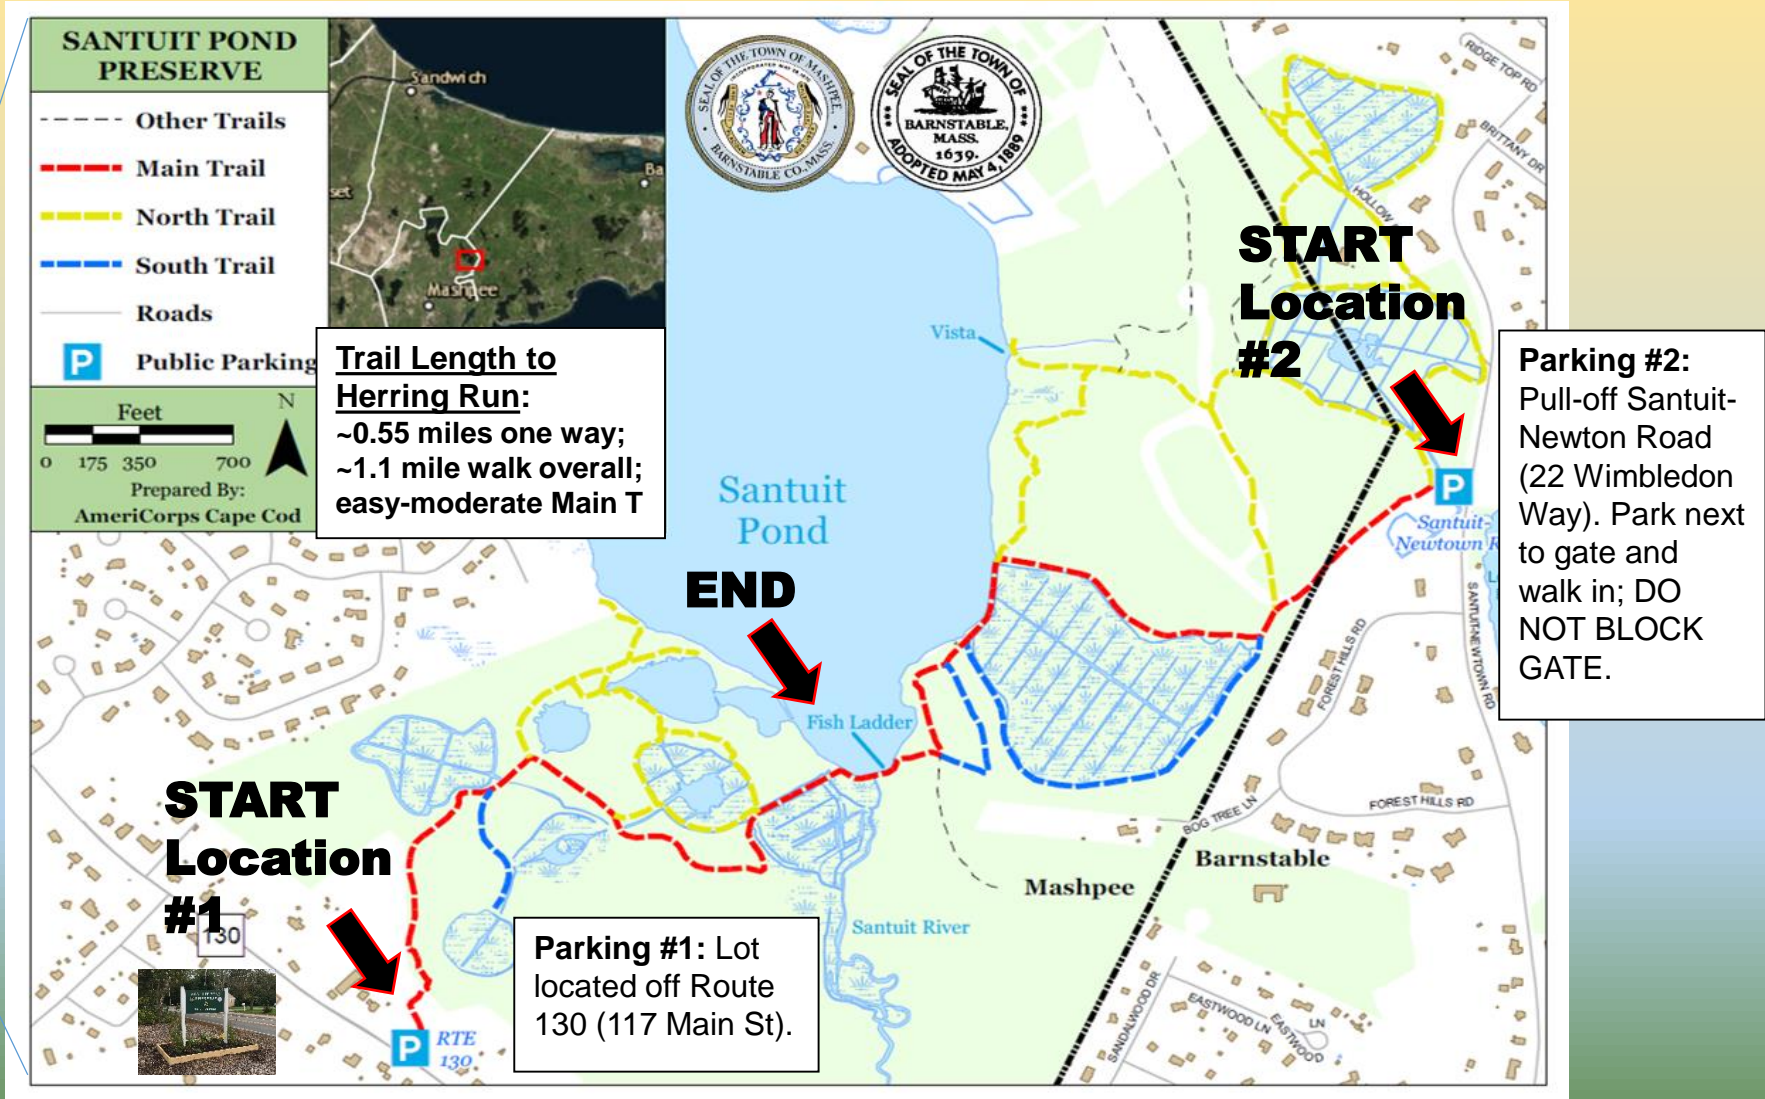 SANTUIT POND
PRESERVE
Other Trails
Main Trail
North Trail
South Trail
Roads
P Public Parking
Feet
N
0 175 350 700
Prepared By:
AmeriCorps Cape Cod
Sandwich
Ba
set
Mashpee
Trail Length to
Herring Run:
~0.55 miles one way;
~1.1 mile walk overall;
easy-moderate Main T
SEAL OF THE TOWN OF MASHPEE
BARNSTABLE CO., MASS.
SEAL OF THE TOWN OF
BARNSTABLE,
MASS.
1639.
ADOPTED MAY 4, 1889
RIDGE TOP RD
BRITTANY DR
HOLLOW
START
Location
#2
Vista
Parking #2:
Pull-off Santuit-
Newton Road
(22 Wimbledon
Way). Park next
to gate and
walk in; DO
NOT BLOCK
GATE.
P
Santuit-
Newtown R
L
SANTUIT-NEWTOWN RD
Santuit
Pond
END
Fish Ladder
FOREST HILLS RD
FOREST HILLS RD
BOG TREE LN
Barnstable
Mashpee
START
Location
#1
130
Santuit River
Parking #1: Lot
located off Route
130 (117 Main St).
P RTE
130
SANDALWOOD DR
EASTWOOD LN
EASTWOOD
LN